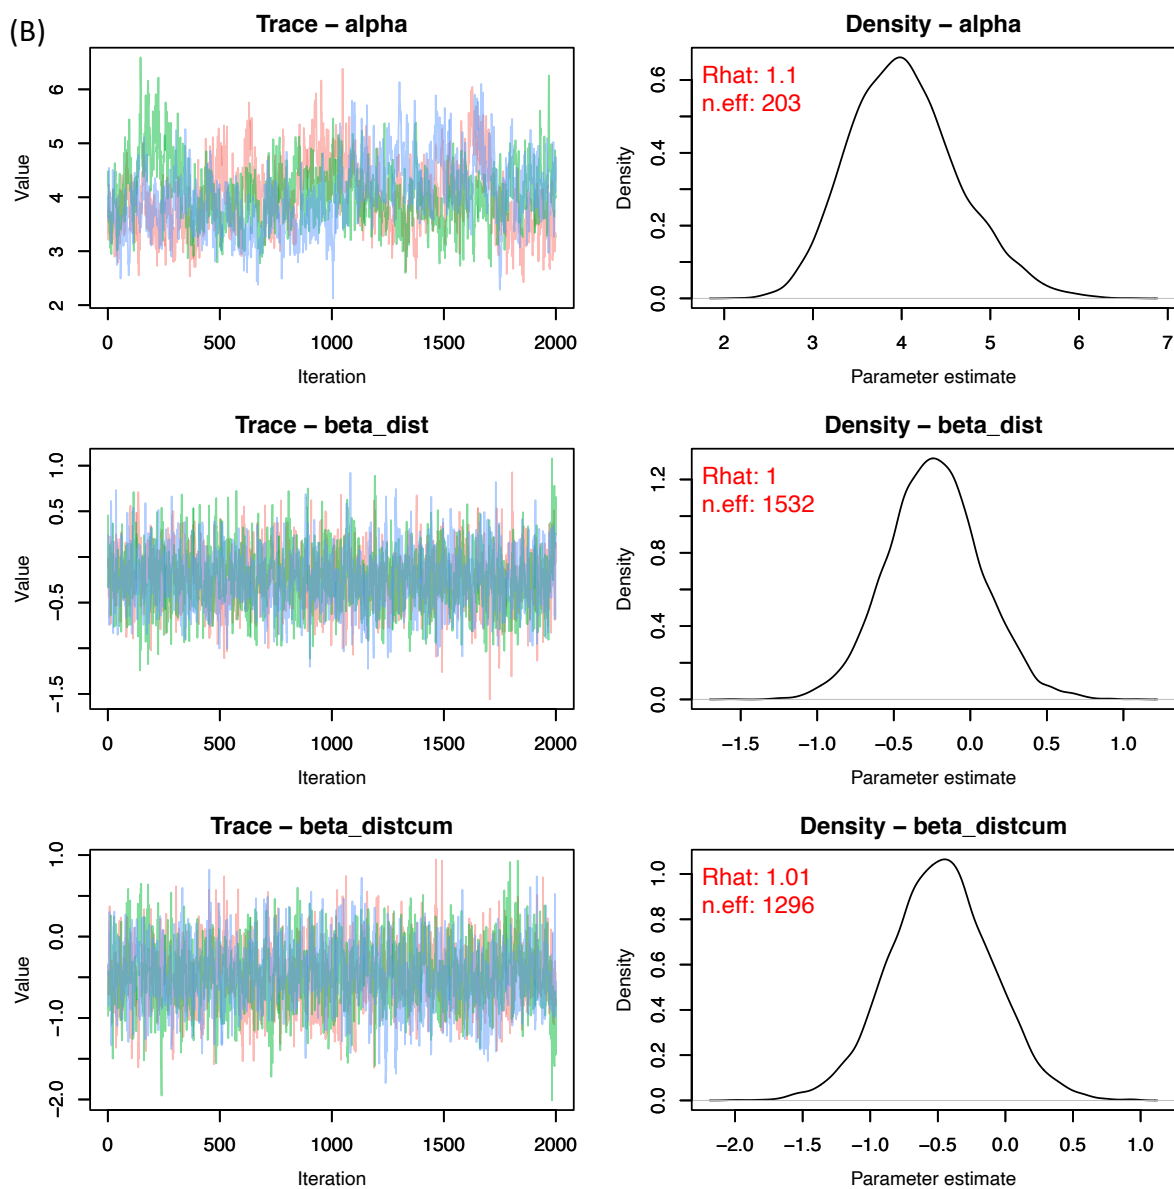 (B)
Trace – alpha
Value
2
3
4
5
6
0
500
1000
1500
2000
Iteration
Density – alpha
Rhat: 1.1
n.eff: 203
Density
0.0
0.2
0.4
0.6
2
3
4
5
6
7
Parameter estimate
Trace – beta_dist
Value
−1.5
−0.5
0.5
1.0
0
500
1000
1500
2000
Iteration
Density – beta_dist
Rhat: 1
n.eff: 1532
Density
0.0
0.4
0.8
1.2
−1.5
−1.0
−0.5
0.0
0.5
1.0
Parameter estimate
Trace – beta_distcum
Value
−2.0
−1.0
0.0
1.0
0
500
1000
1500
2000
Iteration
Density – beta_distcum
Rhat: 1.01
n.eff: 1296
Density
0.0
0.2
0.4
0.6
0.8
1.0
−2.0
−1.5
−1.0
−0.5
0.0
0.5
1.0
Parameter estimate